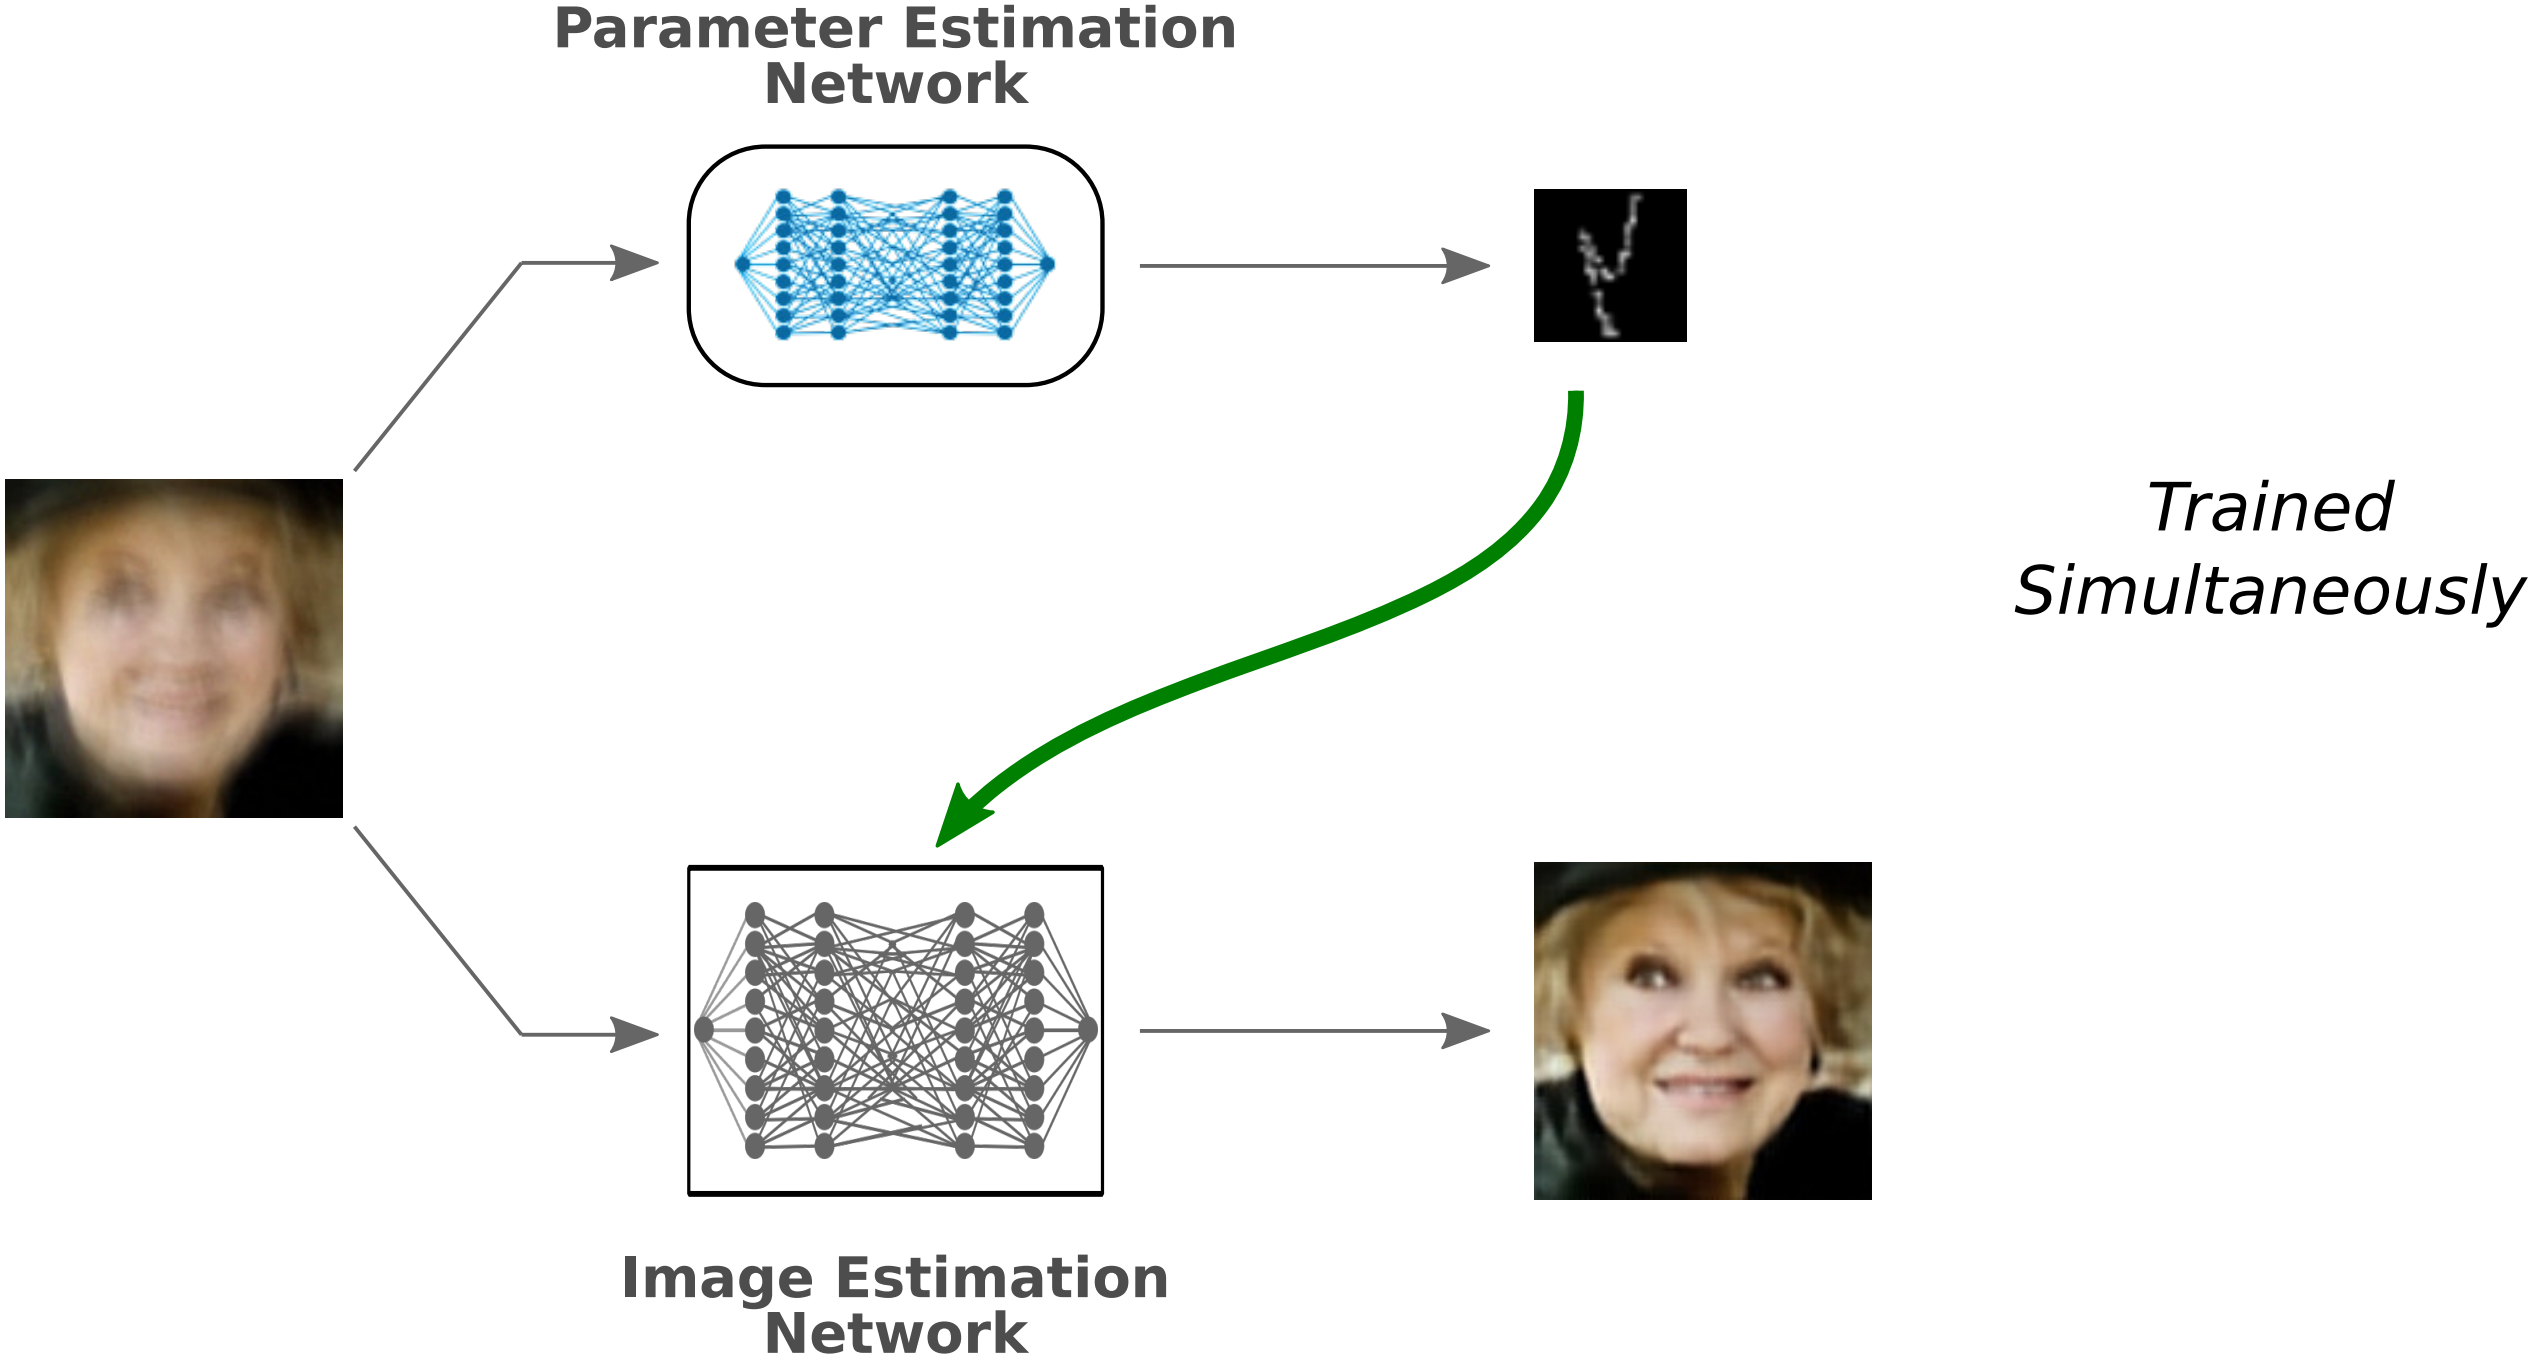 Parameter Estimation
Network
Trained
Simultaneously
Image Estimation
Network